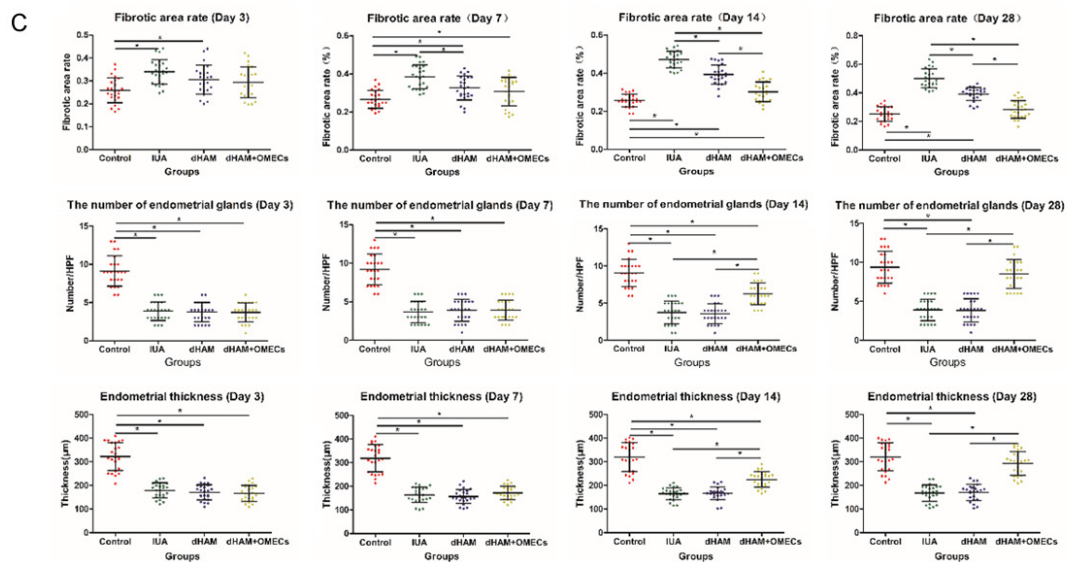 C
Fibrotic area rate (Day 3)
Fibrotic area rate
0.5
0.4
0.3
0.2
0.1
0.0
Control IUA dHAM dHAM+OMECs
Groups
Fibrotic area rate (Day 7)
Fibrotic area rate (%)
0.6
0.4
0.2
0.0
Control IUA dHAM dHAM+OMECs
Groups
Fibrotic area rate (Day 14)
Fibrotic area rate (%)
0.6
0.4
0.2
0.0
Control IUA dHAM dHAM+OMECs
Groups
Fibrotic area rate (Day 28)
Fibrotic area rate (%)
0.8
0.6
0.4
0.2
0.0
Control IUA dHAM dHAM+OMECs
Groups
The number of endometrial glands (Day 3)
Number/HPF
15
10
5
0
Control IUA dHAM dHAM+OMECs
Groups
The number of endometrial glands (Day 7)
Number/HPF
15
10
5
0
Control IUA dHAM dHAM+OMECs
Groups
The number of endometrial glands (Day 14)
Number/HPF
15
10
5
0
Control IUA dHAM dHAM+OMECs
Groups
The number of endometrial glands (Day 28)
Number/HPF
15
10
5
0
Control IUA dHAM dHAM+OMECs
Groups
Endometrial thickness (Day 3)
Thickness(μm)
500
400
300
200
100
0
Control IUA dHAM dHAM+OMECs
Groups
Endometrial thickness (Day 7)
Thickness(μm)
500
400
300
200
100
0
Control IUA dHAM dHAM+OMECs
Groups
Endometrial thickness (Day 14)
Thickness(μm)
500
400
300
200
100
0
Control IUA dHAM dHAM+OMECs
Groups
Endometrial thickness (Day 28)
Thickness(μm)
500
400
300
200
100
0
Control IUA dHAM dHAM+OMECs
Groups